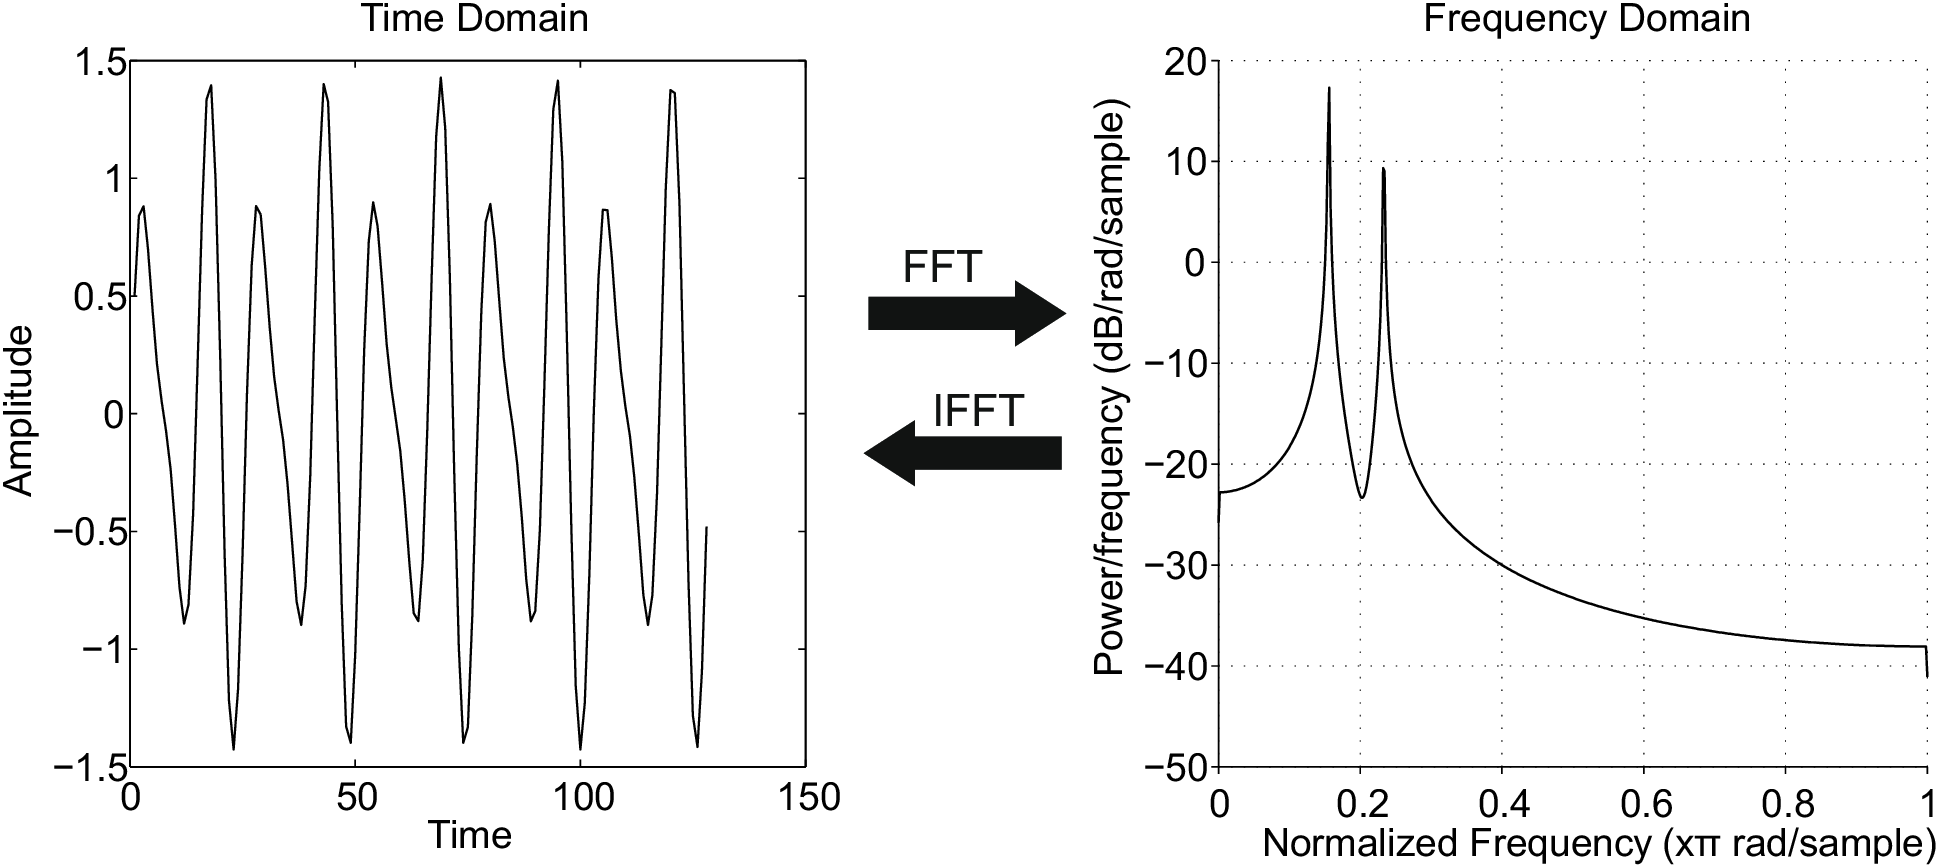 Time Domain
1.5
1
0.5
0
−0.5
−1
−1.5
0 50 100 150
Time
Amplitude
FFT
IFFT
Frequency Domain
20
10
0
−10
−20
−30
−40
−50
0 0.2 0.4 0.6 0.8 1
Normalized Frequency (xπ rad/sample)
Power/frequency (dB/rad/sample)